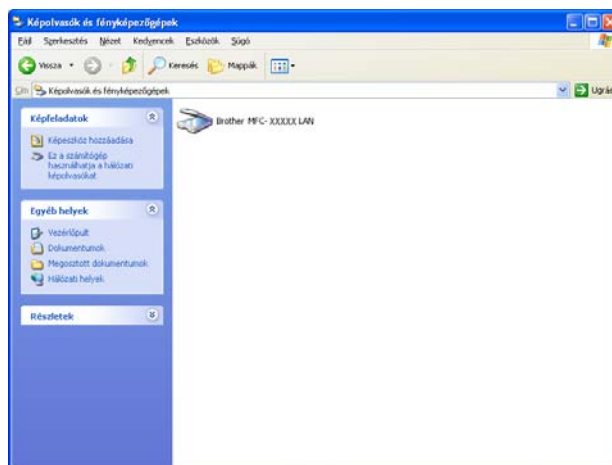 Képolvasók és fényképezőgépek
Fájl Szerkesztés Nézet Kedvencek Eszközök Súgó
Vissza Keresés Mappák
Cím Képolvasók és fényképezőgépek Ugrás
Képfeladatok
Képeszköz hozzáadása
Ez a számítógép
használhatja a hálózati
képolvasókat
Egyéb helyek
Vezérlőpult
Dokumentumok
Megosztott dokumentumok
Hálózati helyek
Részletek
Brother MFC-XXXXX LAN